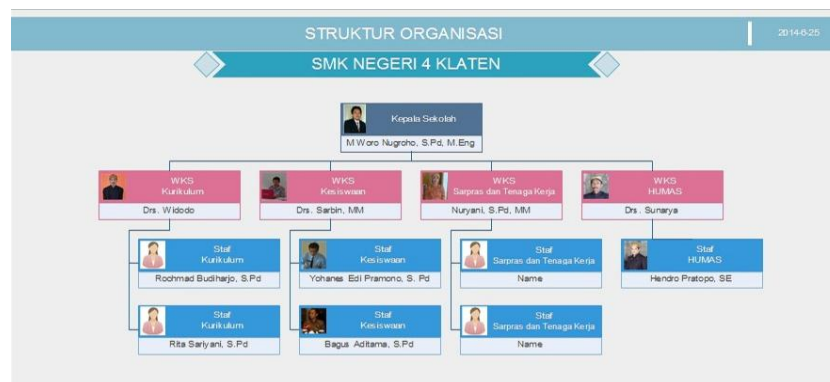 STRUKTUR ORGANISASI
2014-6-25
SMK NEGERI 4 KLATEN
Kepala Sekolah
M Woro Nugroho, S.Pd, M.Eng
WKS
Kurikulum
Drs. Widodo
WKS
Kesiswaan
Drs. Sarbin, MM
WKS
Sarpras dan Tenaga Kerja
Nuryani, S.Pd, MM
WKS
HUMAS
Drs. Sunarya
Staf
Kurikulum
Rochmad Budiharjo, S.Pd
Staf
Kesiswaan
Yohanes Edi Pramono, S. Pd
Staf
Sarpras dan Tenaga Kerja
Name
Staf
HUMAS
Hendro Pratopo, SE
Staf
Kurikulum
Rita Sariyani, S.Pd
Staf
Kesiswaan
Bagus Aditama, S.Pd
Staf
Sarpras dan Tenaga Kerja
Name